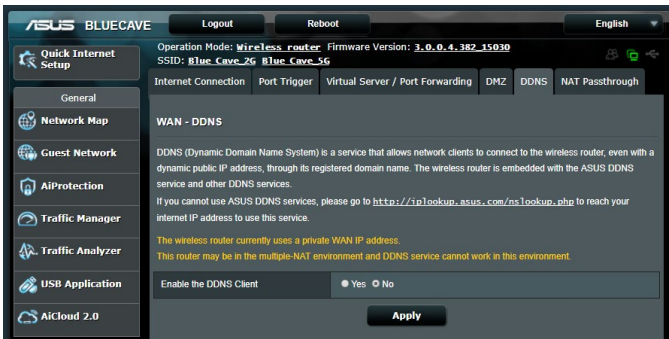 ASUS BLUECAVE Logout Reboot English
Quick Internet Setup
Operation Mode: Wireless router Firmware Version: 3.0.0.4.382_15030
SSID: Blue Cave_2G Blue Cave_5G
Internet Connection Port Trigger Virtual Server / Port Forwarding DMZ DDNS NAT Passthrough
General
Network Map
Guest Network
AiProtection
Traffic Manager
Traffic Analyzer
USB Application
AiCloud 2.0
WAN - DDNS
DDNS (Dynamic Domain Name System) is a service that allows network clients to connect to the wireless router, even with a
dynamic public IP address, through its registered domain name. The wireless router is embedded with the ASUS DDNS
service and other DDNS services.
If you cannot use ASUS DDNS services, please go to http://iplookup.asus.com/nslookup.php to reach your
internet IP address to use this service.
The wireless router currently uses a private WAN IP address.
This router may be in the multiple-NAT environment and DDNS service cannot work in this environment.
Enable the DDNS Client Yes No
Apply